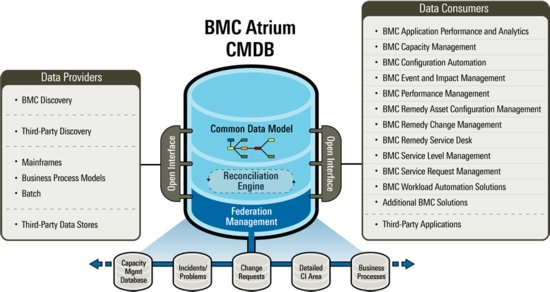 BMC Atrium
CMDB
Data Providers
BMC Discovery
Third-Party Discovery
Mainframes
Business Process Models
Batch
Third-Party Data Stores
Open Interface
Common Data Model
Reconciliation
Engine
Federation
Management
Open Interface
Data Consumers
BMC Application Performance and Analytics
BMC Capacity Management
BMC Configuration Automation
BMC Event and Impact Management
BMC Performance Management
BMC Remedy Asset Configuration Management
BMC Remedy Change Management
BMC Remedy Service Desk
BMC Service Level Management
BMC Service Request Management
BMC Workload Automation Solutions
Additional BMC Solutions
Third-Party Applications
Capacity
Mgmt
Database
Incidents/
Problems
Change
Requests
Detailed
CI Area
Business
Processes